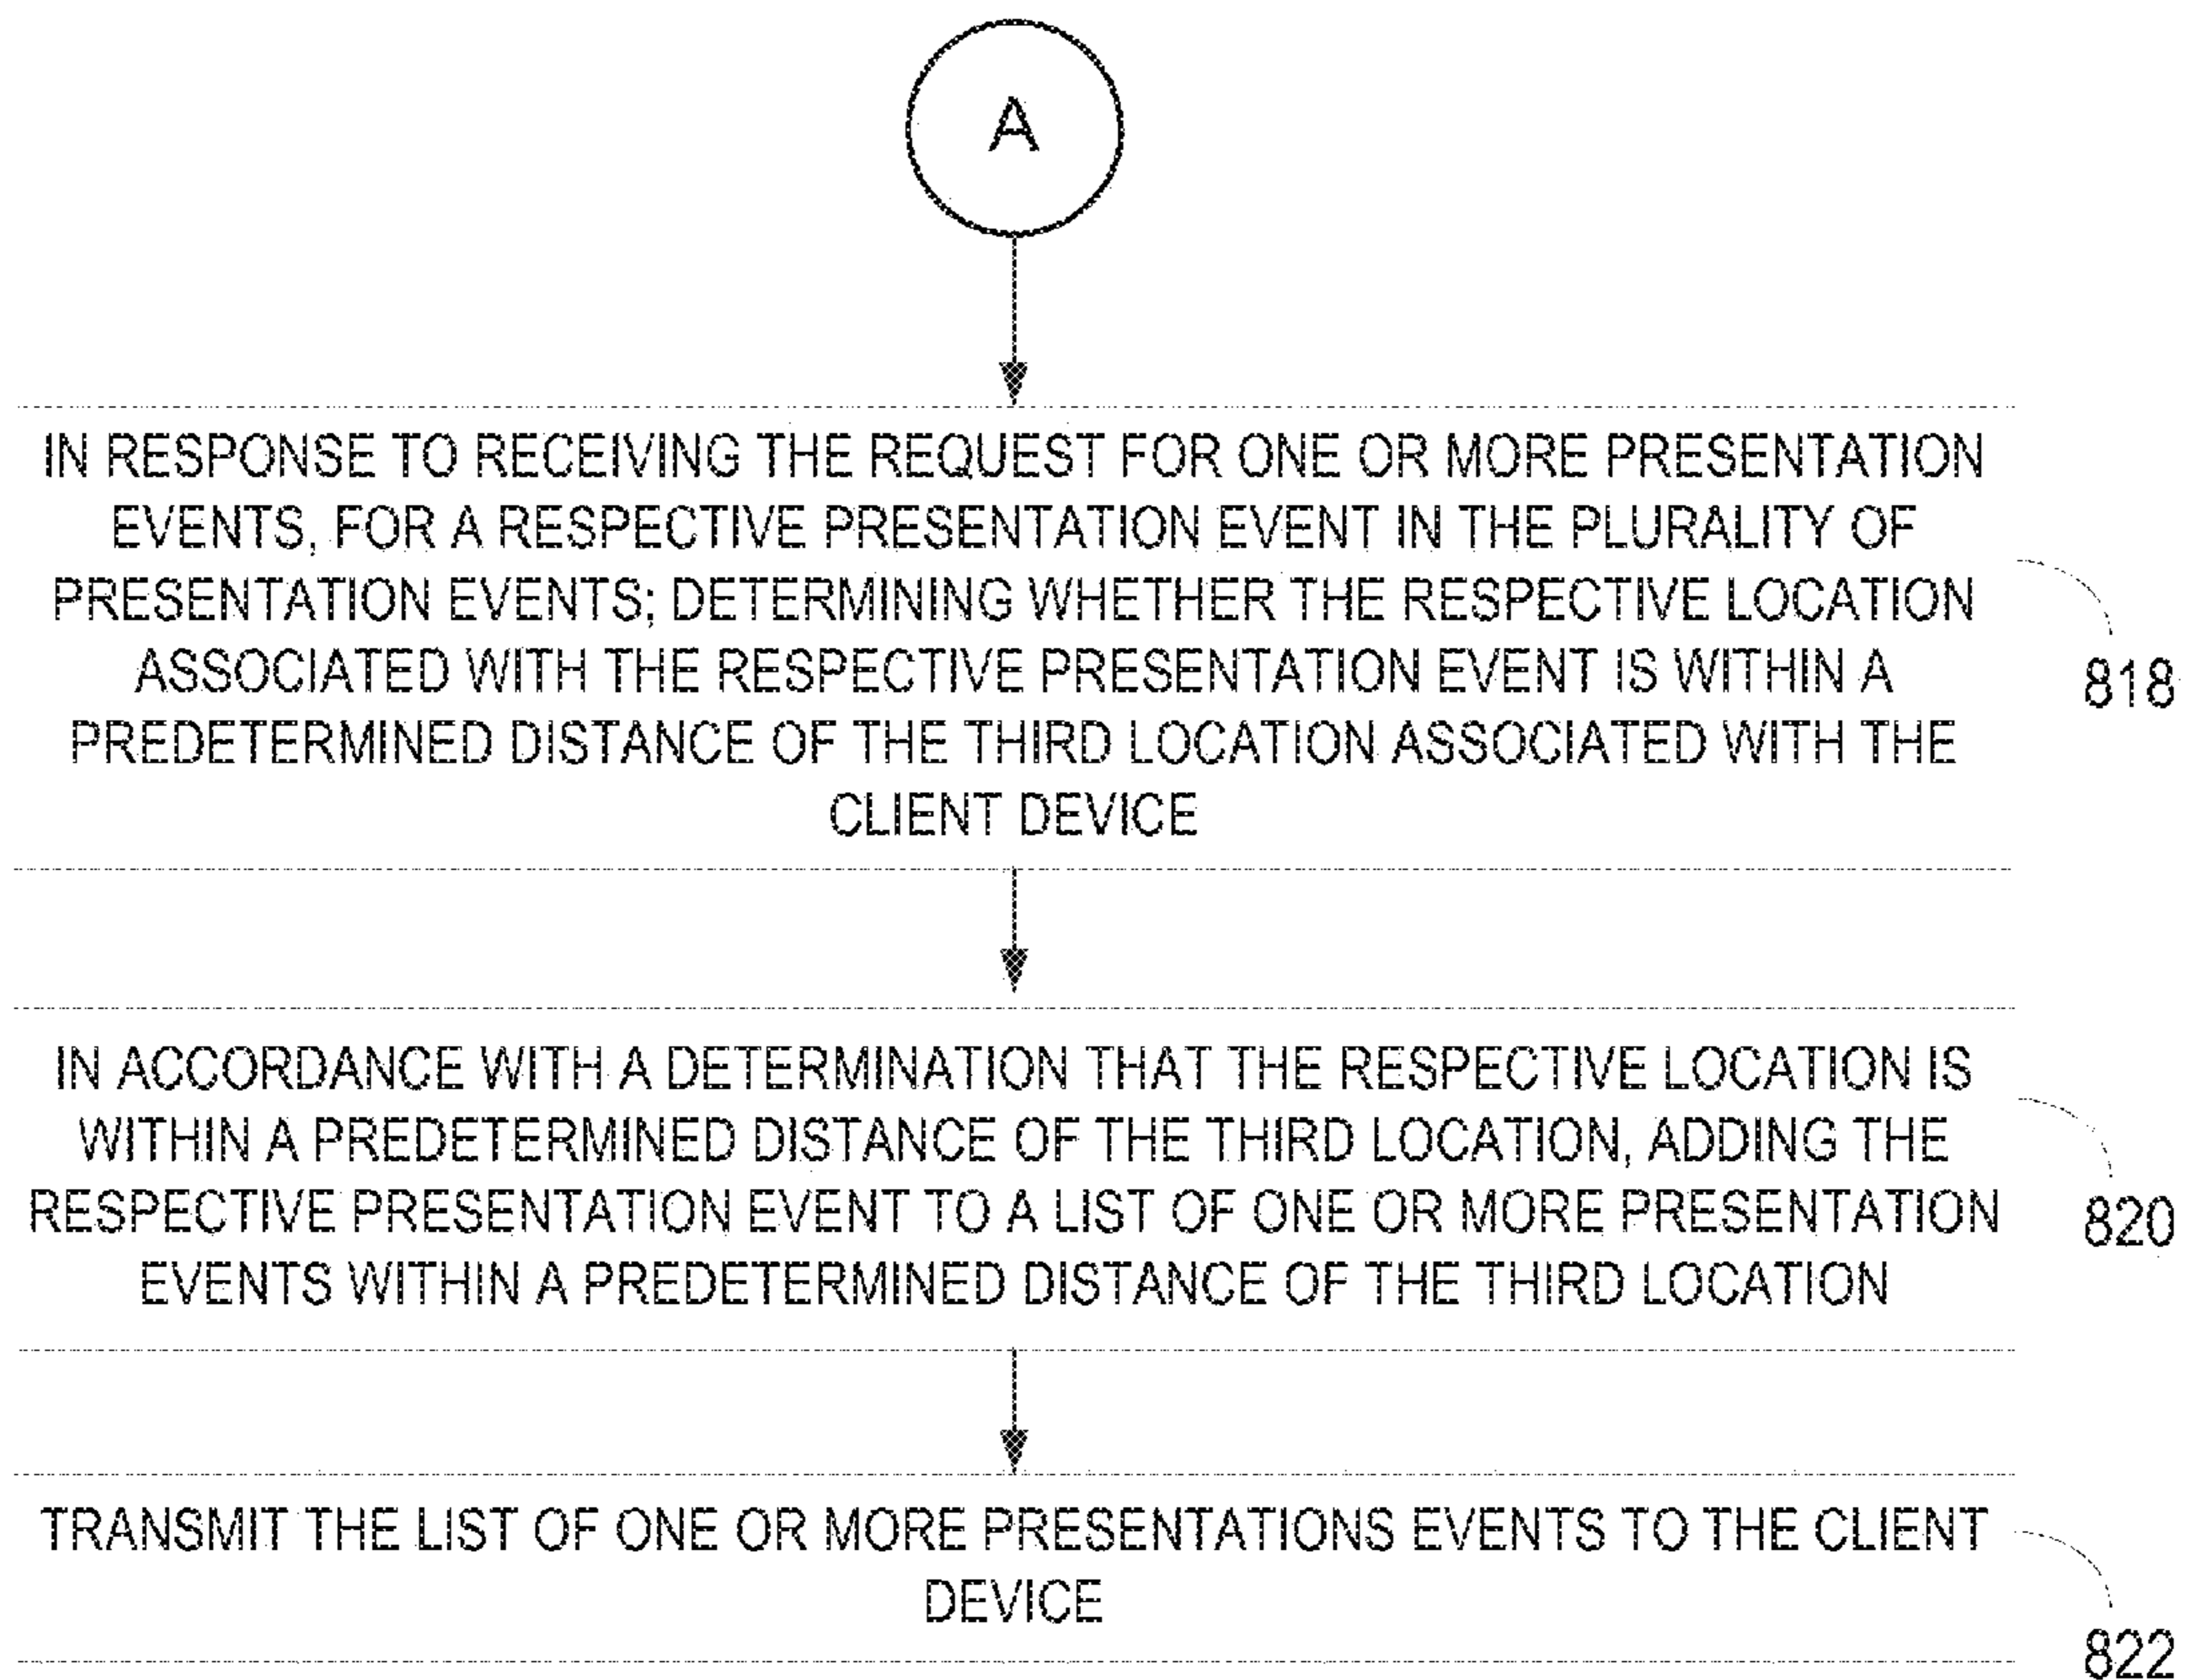 A
IN RESPONSE TO RECEIVING THE REQUEST FOR ONE OR MORE PRESENTATION
EVENTS, FOR A RESPECTIVE PRESENTATION EVENT IN THE PLURALITY OF
PRESENTATION EVENTS; DETERMINING WHETHER THE RESPECTIVE LOCATION
ASSOCIATED WITH THE RESPECTIVE PRESENTATION EVENT IS WITHIN A
PREDETERMINED DISTANCE OF THE THIRD LOCATION ASSOCIATED WITH THE
CLIENT DEVICE
818
IN ACCORDANCE WITH A DETERMINATION THAT THE RESPECTIVE LOCATION IS
WITHIN A PREDETERMINED DISTANCE OF THE THIRD LOCATION, ADDING THE
RESPECTIVE PRESENTATION EVENT TO A LIST OF ONE OR MORE PRESENTATION
EVENTS WITHIN A PREDETERMINED DISTANCE OF THE THIRD LOCATION
820
TRANSMIT THE LIST OF ONE OR MORE PRESENTATIONS EVENTS TO THE CLIENT
DEVICE
822